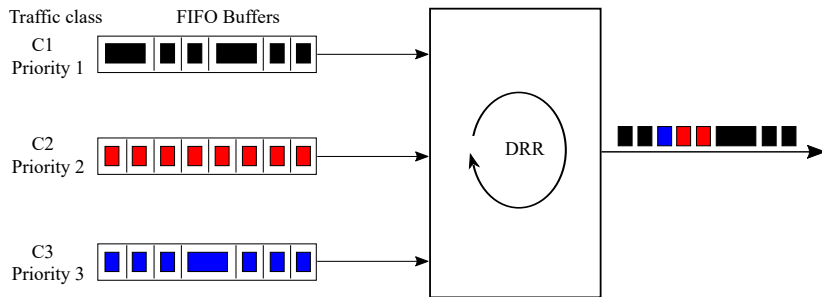 Traffic class
FIFO Buffers
C1
Priority 1
C2
Priority 2
DRR
C3
Priority 3